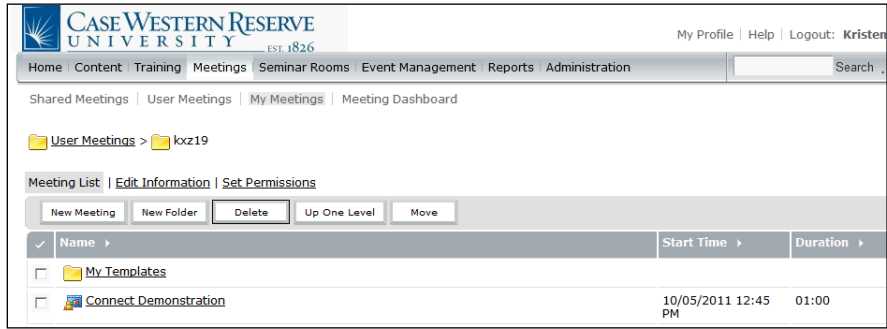 CASE WESTERN RESERVE
UNIVERSITY EST. 1826
My Profile | Help | Logout: Kristen
Home Content Training Meetings Seminar Rooms Event Management Reports Administration Search
Shared Meetings | User Meetings | My Meetings | Meeting Dashboard
User Meetings > kxz19
Meeting List | Edit Information | Set Permissions
New Meeting New Folder Delete Up One Level Move
Name Start Time Duration
My Templates
Connect Demonstration 10/05/2011 12:45 01:00
PM